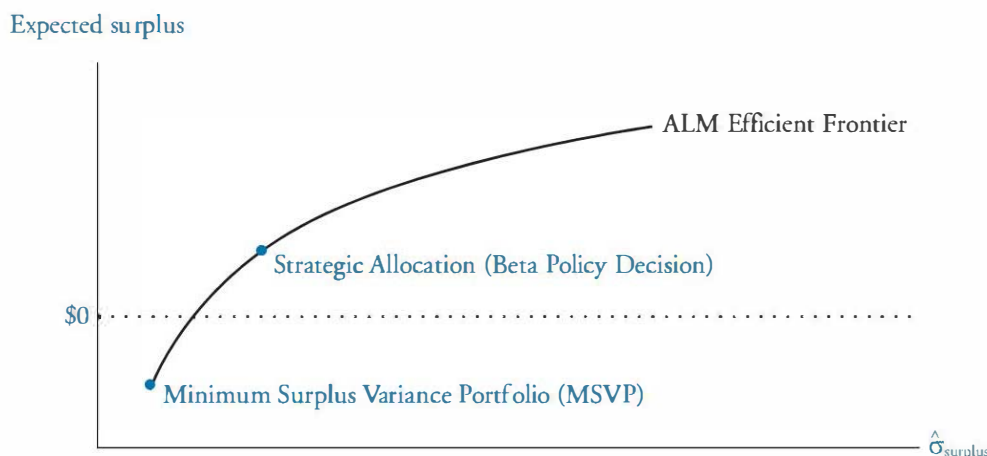 Expected surplus
ALM Efficient Frontier
Strategic Allocation (Beta Policy Decision)
$0
Minimum Surplus Variance Portfolio (MSVP)
σ̂surplus